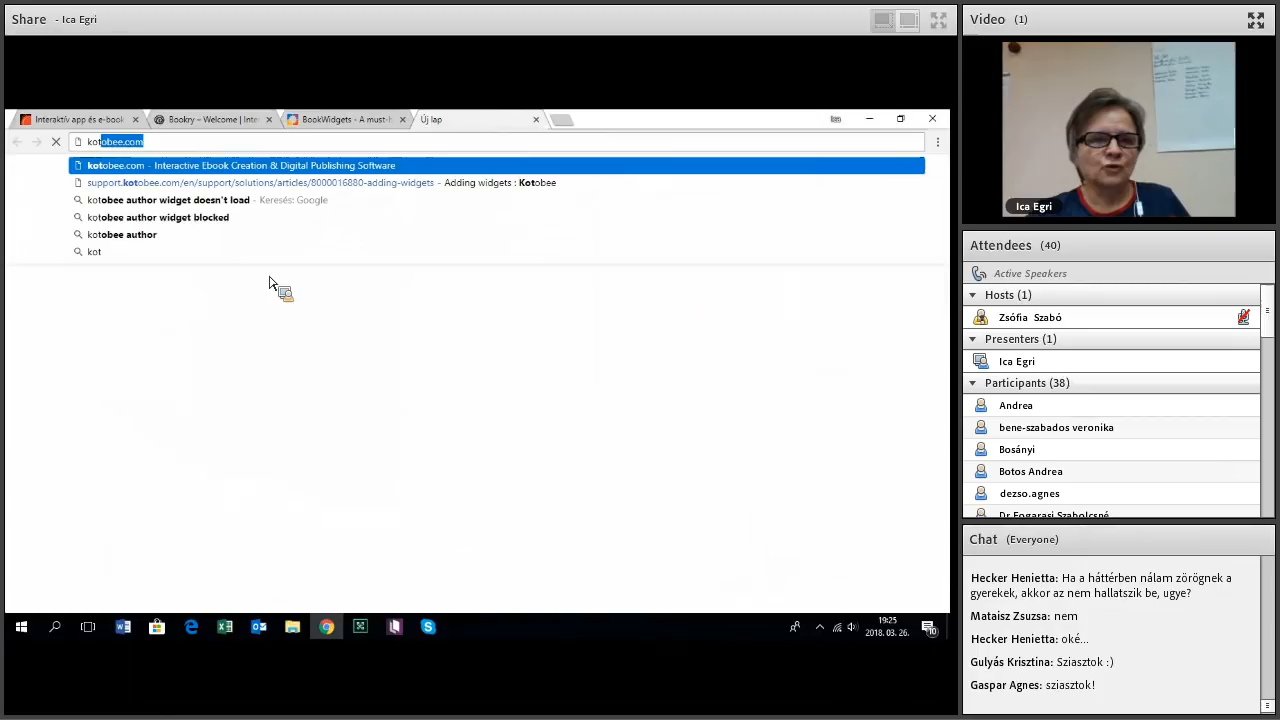 Share - Ica Egri
Interaktív app és e-book
Bookry – Welcome | Inte
BookWidgets - A must-h
Új lap
kotobee.com
kotobee.com - Interactive Ebook Creation & Digital Publishing Software
support.kotobee.com/en/support/solutions/articles/8000016880-adding-widgets - Adding widgets : Kotobee
kotobee author widget doesn't load - Keresés: Google
kotobee author widget blocked
kotobee author
kot
19:25
2018. 03. 26.
10
Video (1)
Ica Egri
Attendees (40)
Active Speakers
Hosts (1)
Zsófia Szabó
Presenters (1)
Ica Egri
Participants (38)
Andrea
bene-szabados veronika
Bosányi
Botos Andrea
dezso.agnes
Dr Fogarasi Szabolcsné
Chat (Everyone)
Hecker Henietta: Ha a háttérben nálam zörögnek a
gyerekek, akkor az nem hallatszik be, ugye?
Mataisz Zsuzsa: nem
Hecker Henietta: oké...
Gulyás Krisztina: Sziasztok :)
Gaspar Agnes: sziasztok!